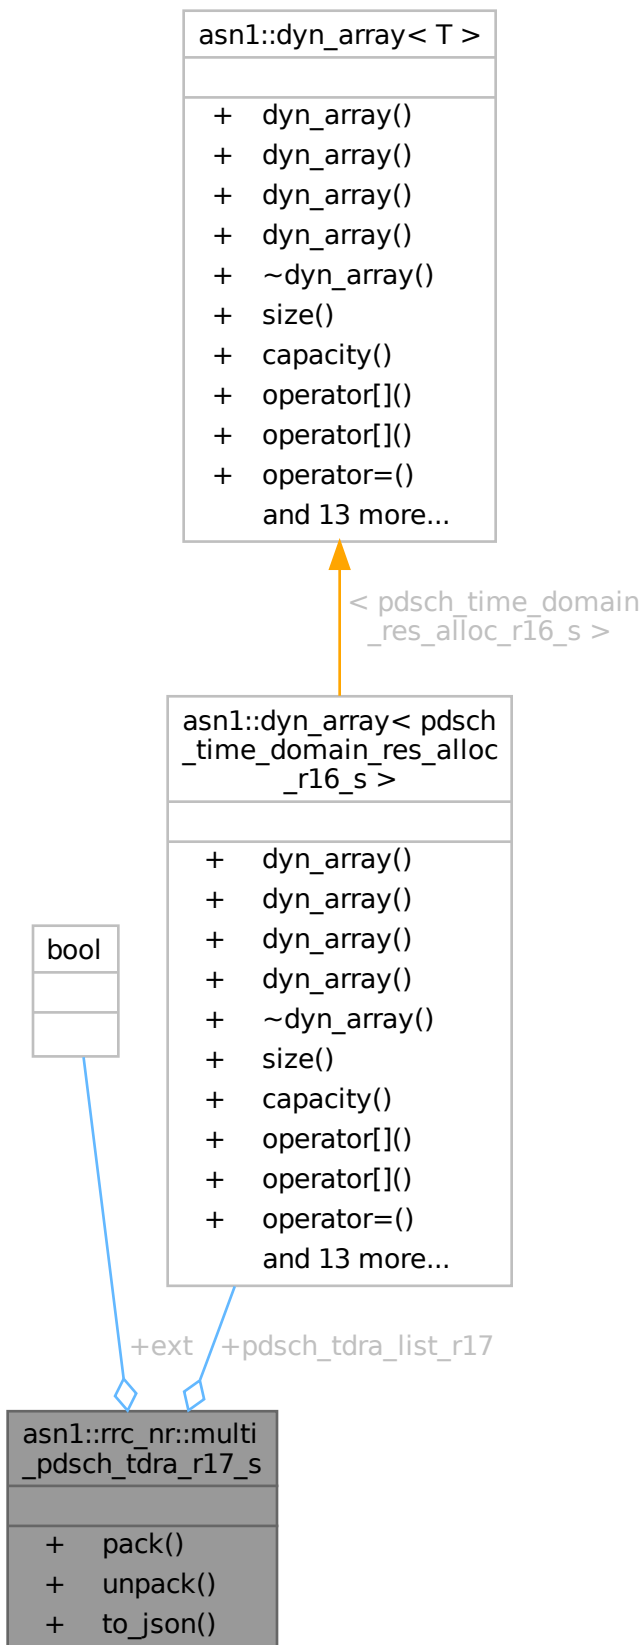 asn1::dyn_array< T >
+ dyn_array()
+ dyn_array()
+ dyn_array()
+ dyn_array()
+ ~dyn_array()
+ size()
+ capacity()
+ operator[]()
+ operator[]()
+ operator=()
and 13 more...
< pdsch_time_domain
_res_alloc_r16_s >
asn1::dyn_array< pdsch
_time_domain_res_alloc
_r16_s >
+ dyn_array()
+ dyn_array()
+ dyn_array()
+ dyn_array()
+ ~dyn_array()
+ size()
+ capacity()
+ operator[]()
+ operator[]()
+ operator=()
and 13 more...
bool
+ext
+pdsch_tdra_list_r17
asn1::rrc_nr::multi
_pdsch_tdra_r17_s
+ pack()
+ unpack()
+ to_json()